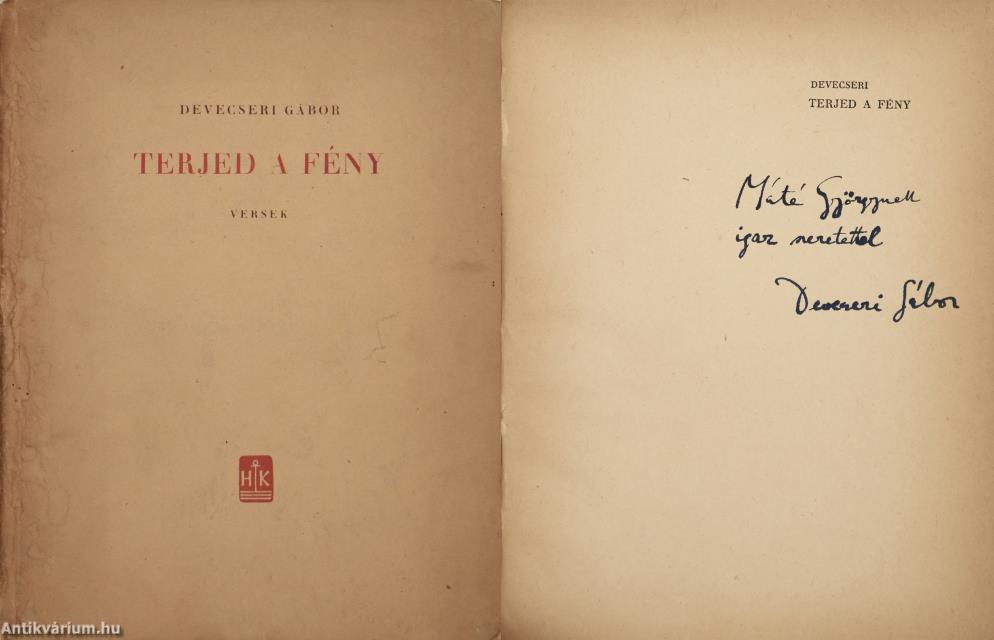 DEVECSERI GÁBOR
TERJED A FÉNY
VERSEK
HK
Antikvárium.hu
DEVECSERI
TERJED A FÉNY
Máté Györgynek
igaz szeretettel
Devecseri Gábor